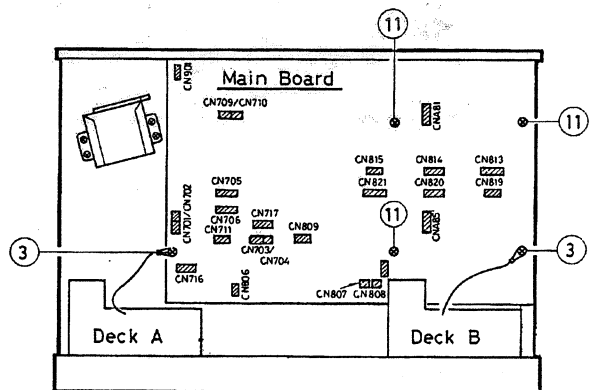 11
CN901
Main Board
CN709/CN710
CNA81
11
CN815
CN814
CN813
CN821
CN820
CN819
CN705
CN701/CN702
CN706
CN717
CN711
CN703/
CN704
CN809
11
CNA85
3
3
CN716
CN806
CN807
CN808
Deck A
Deck B